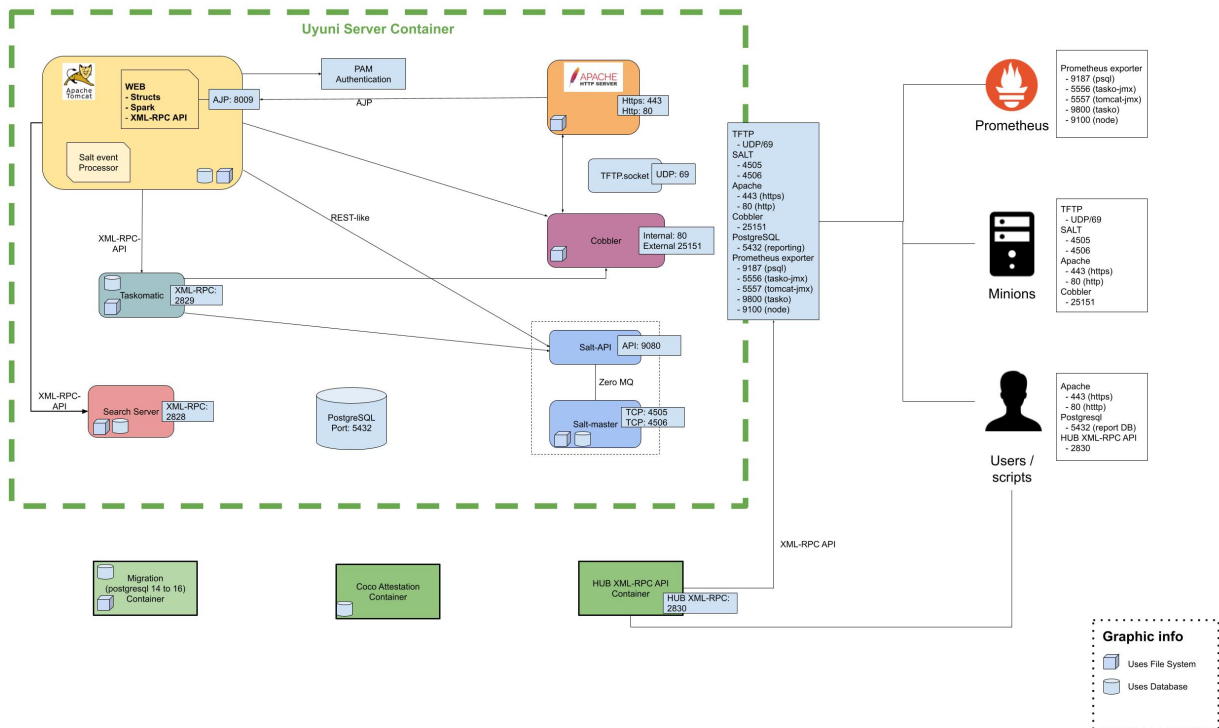 Uyuni Server Container
Apache
Tomcat
WEB
- Structs
- Spark
- XML-RPC API
AJP: 8009
Salt event
Processor
PAM
Authentication
AJP
APACHE
HTTP SERVER
Https: 443
Http: 80
TFTP.socket
UDP: 69
REST-like
Cobbler
Internal: 80
External 25151
XML-RPC-
API
Taskomatic
XML-RPC:
2829
Salt-API
API: 9080
Zero MQ
Salt-master
TCP: 4505
TCP: 4506
XML-RPC-
API
Search Server
XML-RPC:
2828
PostgreSQL
Port: 5432
TFTP
- UDP/69
SALT
- 4505
- 4506
Apache
- 443 (https)
- 80 (http)
Cobbler
- 25151
PostgreSQL
- 5432 (reporting)
Prometheus exporter
- 9187 (psql)
- 5556 (tasko-jmx)
- 5557 (tomcat-jmx)
- 9800 (tasko)
- 9100 (node)
Prometheus
Prometheus exporter
- 9187 (psql)
- 5556 (tasko-jmx)
- 5557 (tomcat-jmx)
- 9800 (tasko)
- 9100 (node)
Minions
TFTP
- UDP/69
SALT
- 4505
- 4506
Apache
- 443 (https)
- 80 (http)
Cobbler
- 25151
Users /
scripts
Apache
- 443 (https)
- 80 (htttp)
Postgresql
- 5432 (report DB)
HUB XML-RPC API
- 2830
XML-RPC API
Migration
(postgresql 14 to 16)
Container
Coco Attestation
Container
HUB XML-RPC API
Container
HUB XML-RPC:
2830
Graphic info
Uses File System
Uses Database